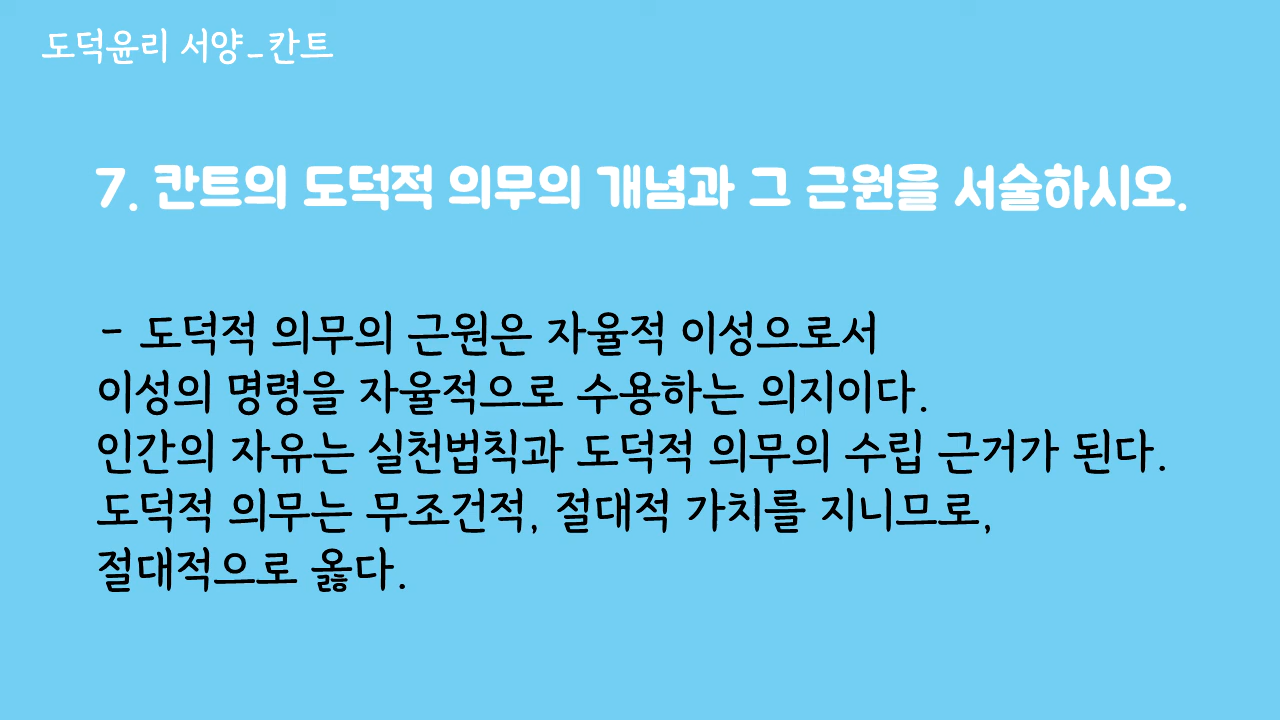 도덕윤리 서양_칸트
7. 칸트의 도덕적 의무의 개념과 그 근원을 서술하시오.
- 도덕적 의무의 근원은 자율적 이성으로서
이성의 명령을 자율적으로 수용하는 의지이다.
인간의 자유는 실천법칙과 도덕적 의무의 수립 근거가 된다.
도덕적 의무는 무조건적, 절대적 가치를 지니므로,
절대적으로 옳다.